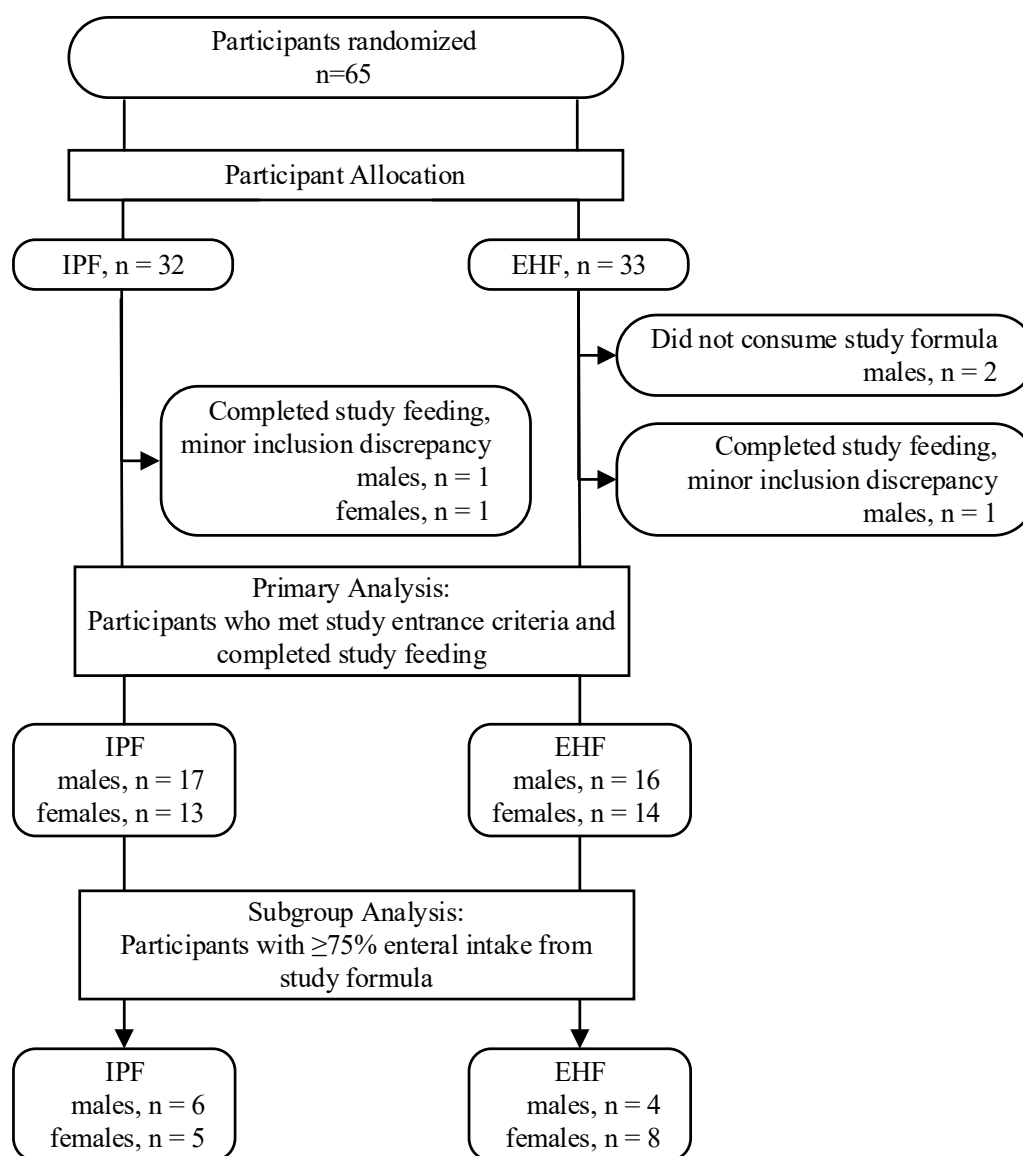 Participants randomized
n=65
Participant Allocation
IPF, n = 32
EHF, n = 33
Did not consume study formula
males, n = 2
Completed study feeding,
minor inclusion discrepancy
males, n = 1
females, n = 1
Completed study feeding,
minor inclusion discrepancy
males, n = 1
Primary Analysis:
Participants who met study entrance criteria and
completed study feeding
IPF
males, n = 17
females, n = 13
EHF
males, n = 16
females, n = 14
Subgroup Analysis:
Participants with ≥75% enteral intake from
study formula
IPF
males, n = 6
females, n = 5
EHF
males, n = 4
females, n = 8